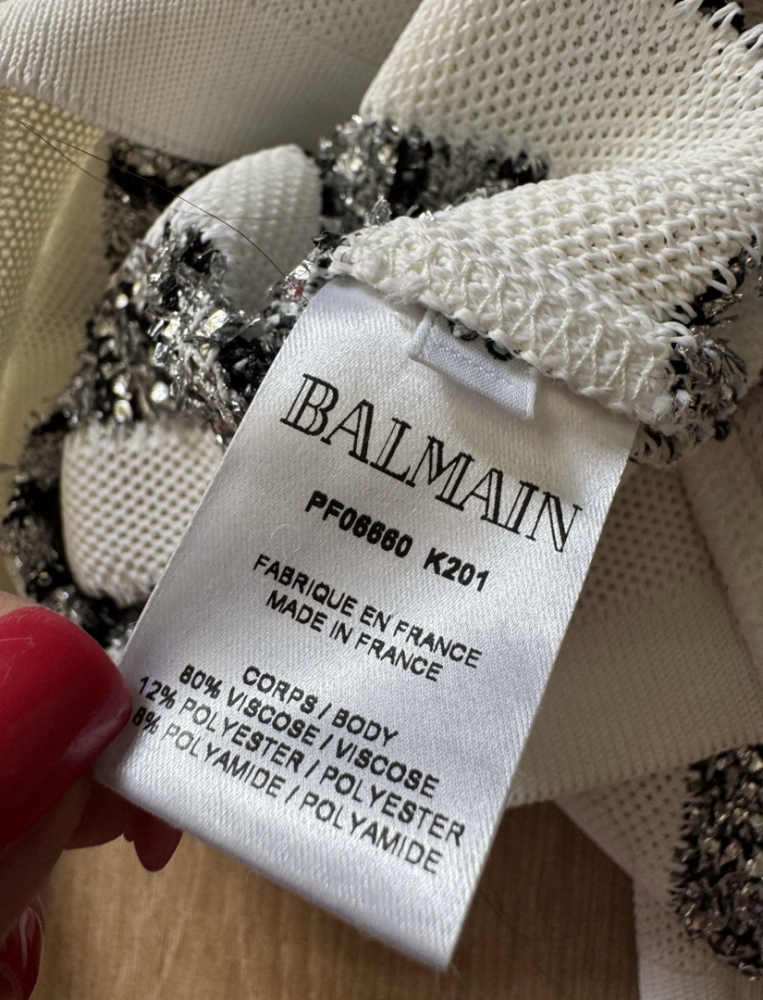 BALMAIN
PF06660 K201
FABRIQUE EN FRANCE
MADE IN FRANCE
CORPS / BODY
80% VISCOSE / VISCOSE
12% POLYESTER / POLYESTER
8% POLYAMIDE / POLYAMIDE